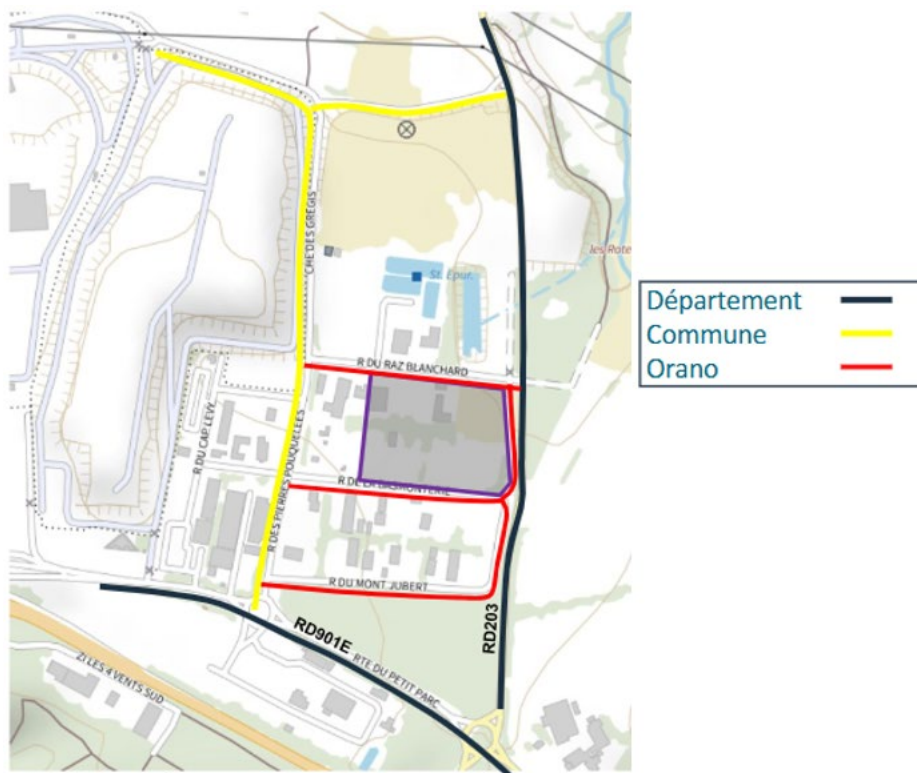 CHE DES GREGIS
St. Epur.
les Rote
R DU RAZ BLANCHARD
R DU CAP LEVY
R DES PIERRES POUQUELEES
R DE LA
R DU MONT JUBERT
RD901E
RTE DU PETIT PARC
RD203
ZI LES 4 VENTS SUD
Département
Commune
Orano